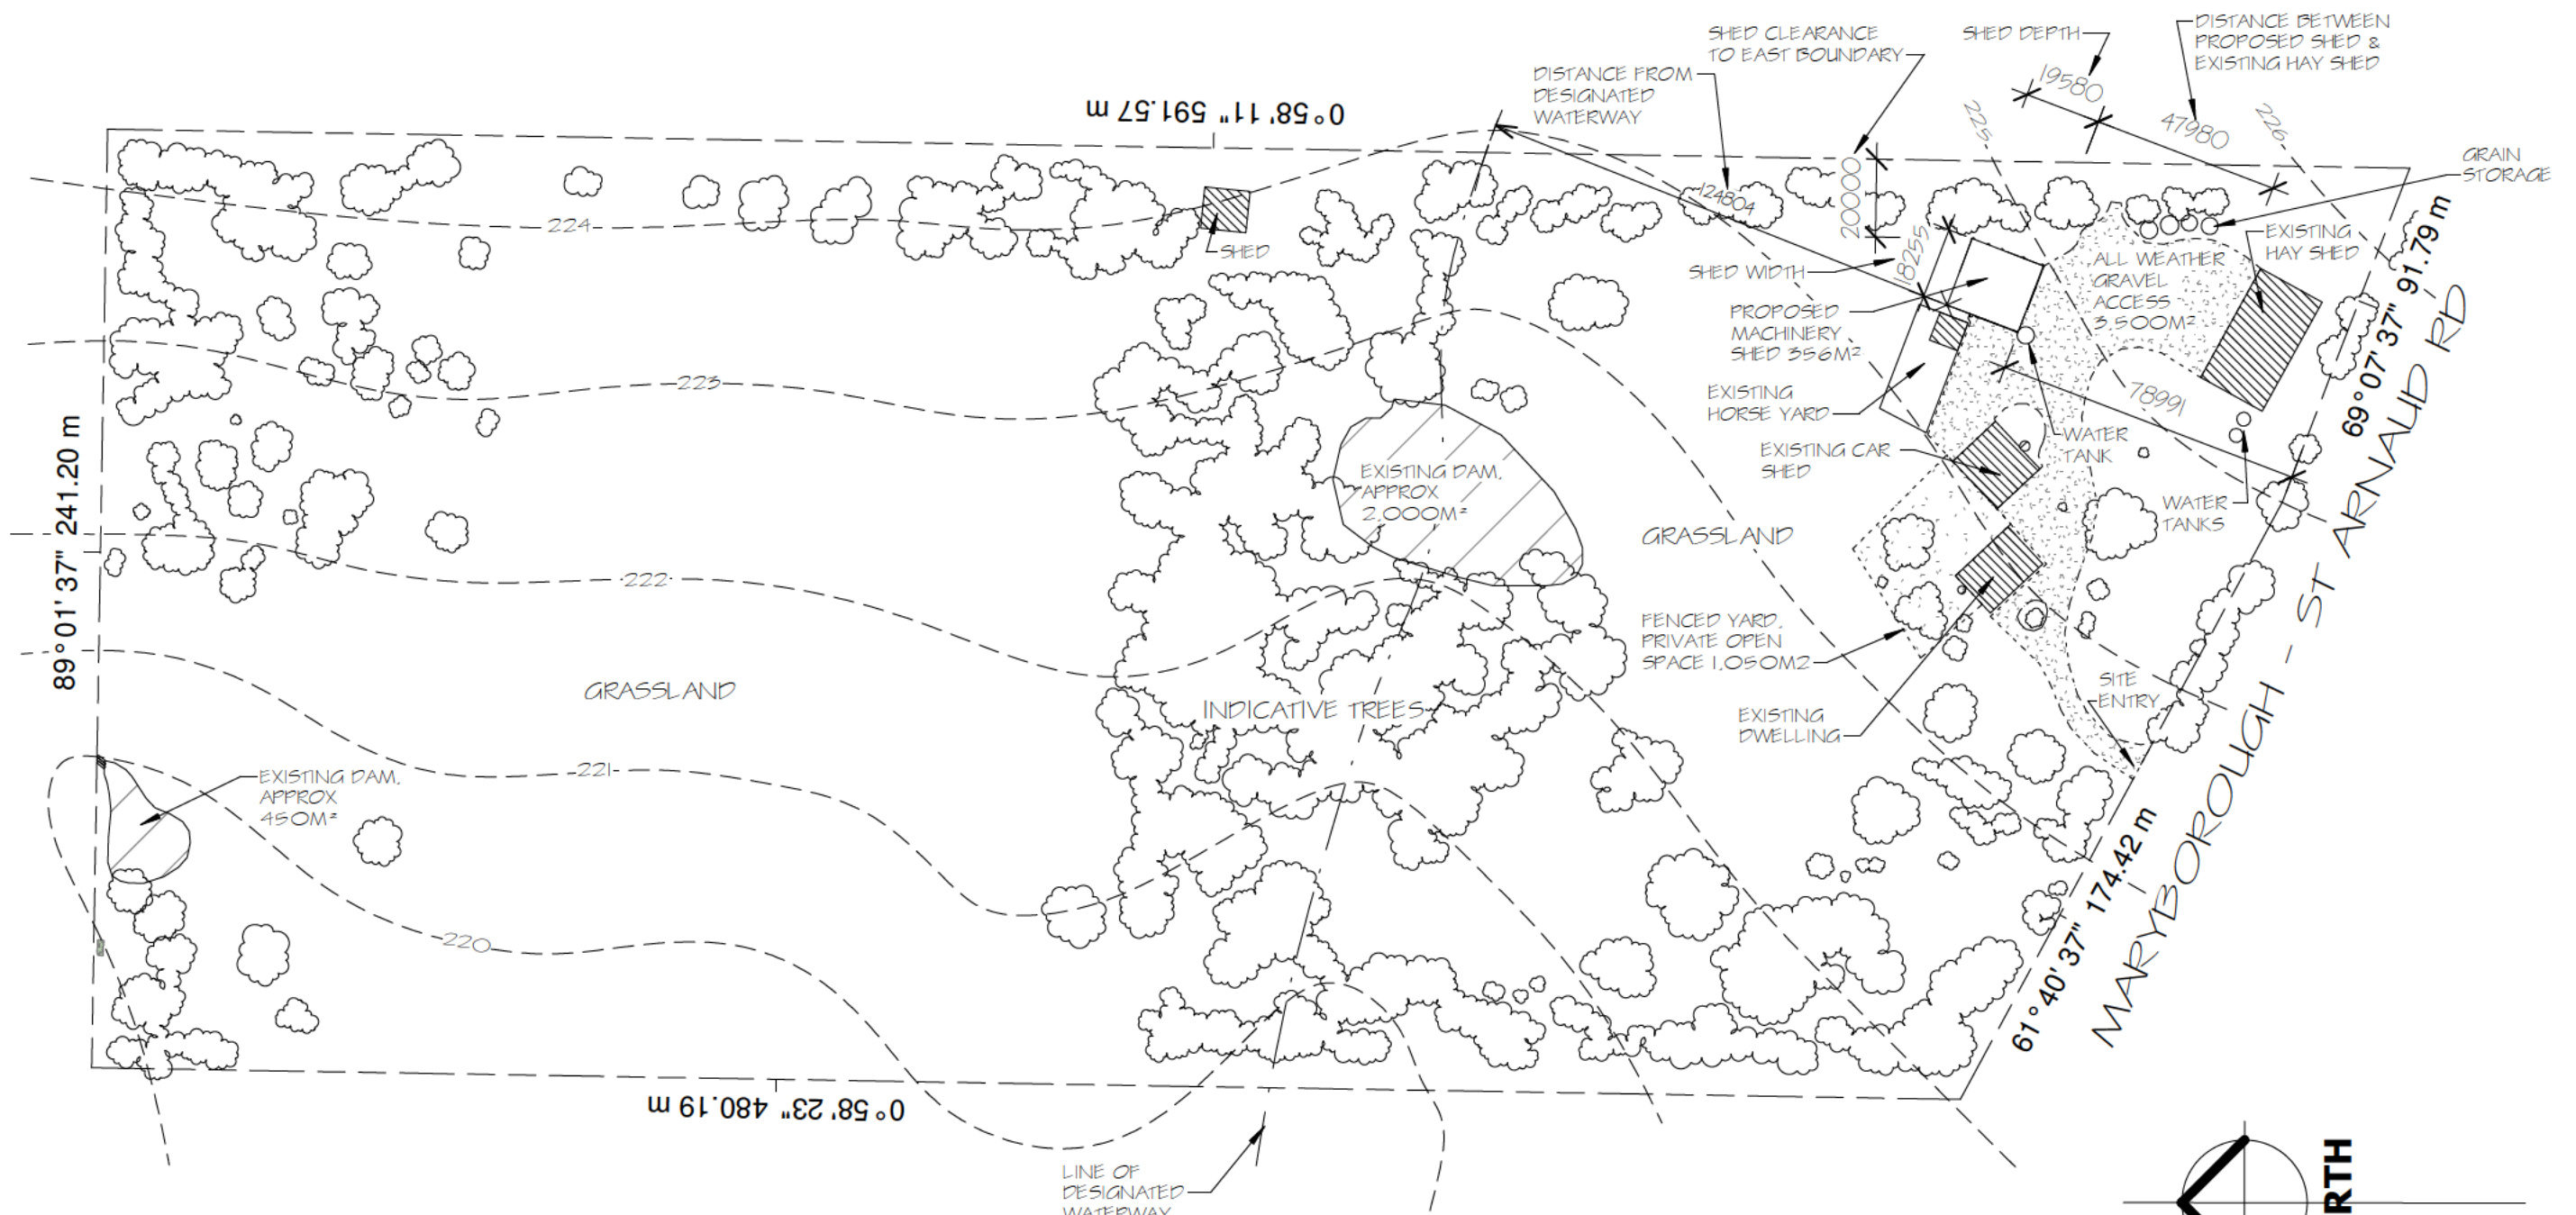 SHED CLEARANCE
TO EAST BOUNDARY
SHED DEPTH
DISTANCE BETWEEN
PROPOSED SHED &
EXISTING HAY SHED
DISTANCE FROM
DESIGNATED
WATERWAY
19580
47980
225
226
0°58'11" 591.57 m
124804
20000
18255
GRAIN
STORAGE
224
SHED
SHED WIDTH
PROPOSED
MACHINERY
SHED 356M²
EXISTING
HORSE YARD
EXISTING CAR
SHED
ALL WEATHER
GRAVEL
ACCESS
3,500M²
EXISTING
HAY SHED
69°07'37" 91.79 m
223
78991
WATER
TANK
WATER
TANKS
EXISTING DAM,
APPROX
2,000M²
GRASSLAND
89°01'37" 241.20 m
222
FENCED YARD,
PRIVATE OPEN
SPACE 1,050M2
EXISTING
DWELLING
SITE
ENTRY
GRASSLAND
INDICATIVE TREES
221
EXISTING DAM,
APPROX
450M²
220
61°40'37" 174.42 m
MARYBOROUGH - ST ARNAUD RD
0°58'23" 480.19 m
LINE OF
DESIGNATED
WATERWAY
RTH